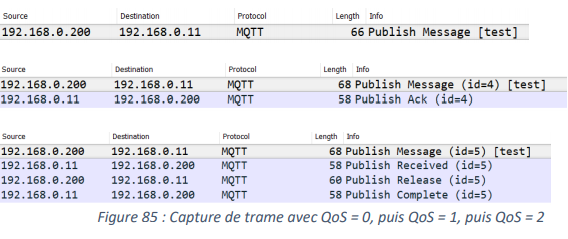 Source Destination Protocol Length Info
192.168.0.200 192.168.0.11 MQTT 66 Publish Message [test]
Source Destination Protocol Length Info
192.168.0.200 192.168.0.11 MQTT 68 Publish Message (id=4) [test]
192.168.0.11 192.168.0.200 MQTT 58 Publish Ack (id=4)
Source Destination Protocol Length Info
192.168.0.200 192.168.0.11 MQTT 68 Publish Message (id=5) [test]
192.168.0.11 192.168.0.200 MQTT 58 Publish Received (id=5)
192.168.0.200 192.168.0.11 MQTT 60 Publish Release (id=5)
192.168.0.11 192.168.0.200 MQTT 58 Publish Complete (id=5)
Figure 85 : Capture de trame avec QoS = 0, puis QoS = 1, puis QoS = 2